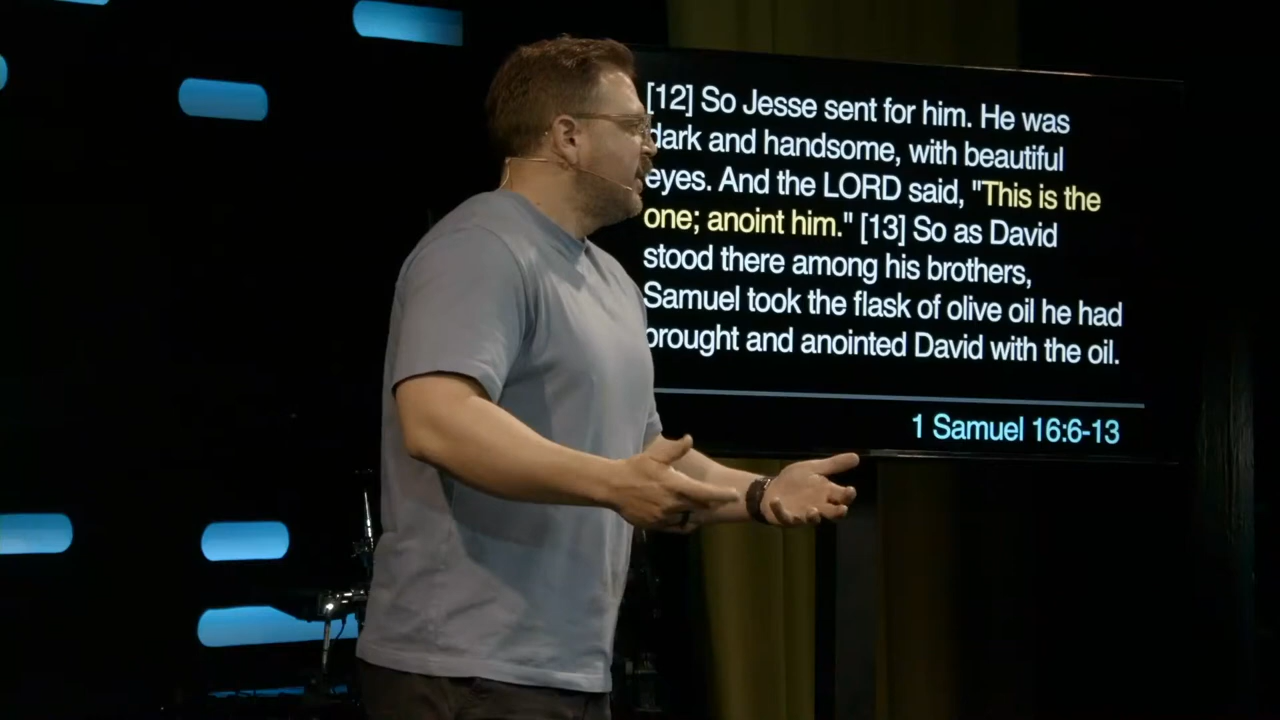 [12] So Jesse sent for him. He was
dark and handsome, with beautiful
eyes. And the LORD said, "This is the
one; anoint him." [13] So as David
stood there among his brothers,
Samuel took the flask of olive oil he had
brought and anointed David with the oil.
1 Samuel 16:6-13